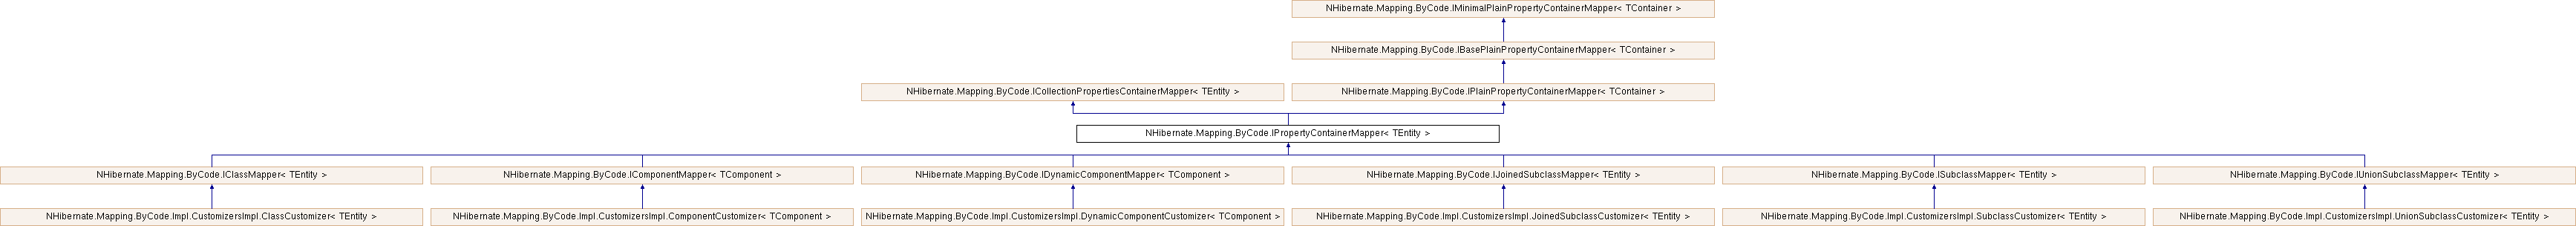 NHibernate.Mapping.ByCode.IMinimalPlainPropertyContainerMapper< TContainer >
NHibernate.Mapping.ByCode.IBasePlainPropertyContainerMapper< TContainer >
NHibernate.Mapping.ByCode.ICollectionPropertiesContainerMapper< TEntity >
NHibernate.Mapping.ByCode.IPlainPropertyContainerMapper< TContainer >
NHibernate.Mapping.ByCode.IPropertyContainerMapper< TEntity >
NHibernate.Mapping.ByCode.IClassMapper< TEntity >
NHibernate.Mapping.ByCode.IComponentMapper< TComponent >
NHibernate.Mapping.ByCode.IDynamicComponentMapper< TComponent >
NHibernate.Mapping.ByCode.IJoinedSubclassMapper< TEntity >
NHibernate.Mapping.ByCode.ISubclassMapper< TEntity >
NHibernate.Mapping.ByCode.IUnionSubclassMapper< TEntity >
NHibernate.Mapping.ByCode.Impl.CustomizersImpl.ClassCustomizer< TEntity >
NHibernate.Mapping.ByCode.Impl.CustomizersImpl.ComponentCustomizer< TComponent >
NHibernate.Mapping.ByCode.Impl.CustomizersImpl.DynamicComponentCustomizer< TComponent >
NHibernate.Mapping.ByCode.Impl.CustomizersImpl.JoinedSubclassCustomizer< TEntity >
NHibernate.Mapping.ByCode.Impl.CustomizersImpl.SubclassCustomizer< TEntity >
NHibernate.Mapping.ByCode.Impl.CustomizersImpl.UnionSubclassCustomizer< TEntity >